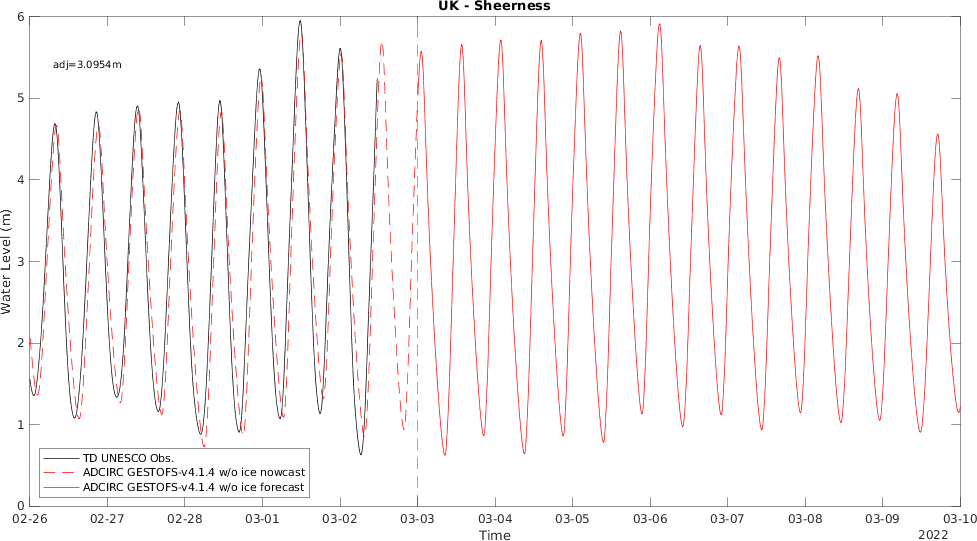 UK - Sheerness
6
adj=3.0954m
5
4
3
2
1
0
Water Level (m)
TD UNESCO Obs.
ADCIRC GESTOFS-v4.1.4 w/o ice nowcast
ADCIRC GESTOFS-v4.1.4 w/o ice forecast
02-26 02-27 02-28 03-01 03-02 03-03 03-04 03-05 03-06 03-07 03-08 03-09 03-10
Time
2022